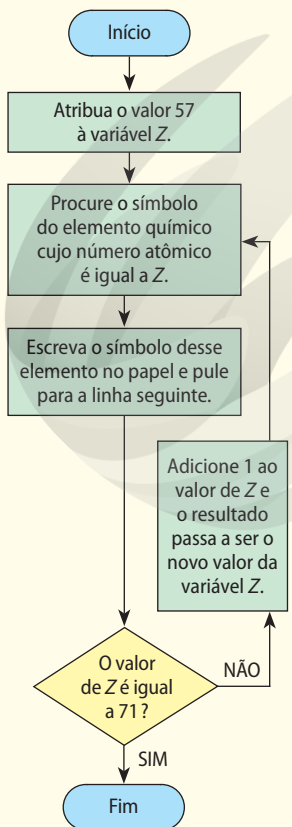 Início
Atribua o valor 57
à variável Z.
Procure o símbolo
do elemento químico
cujo número atômico
é igual a Z.
Escreva o símbolo desse
elemento no papel e pule
para a linha seguinte.
Adicione 1 ao
valor de Z e
o resultado
passa a ser o
novo valor da
variável Z.
O valor
de Z é igual
a 71?
NÃO
SIM
Fim